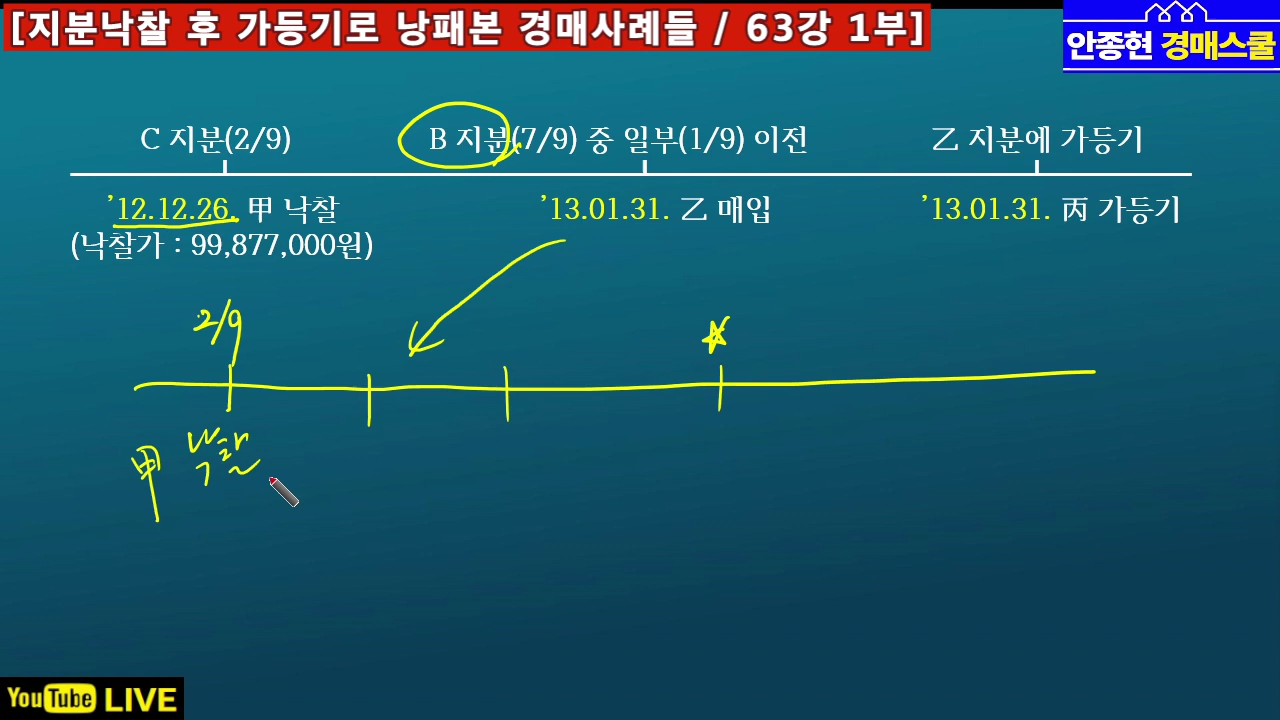 [지분낙찰 후 가등기로 낭패본 경매사례들 / 63강 1부]
안종현 경매스쿨
C 지분(2/9)
B 지분(7/9) 중 일부(1/9) 이전
乙 지분에 가등기
’12.12.26. 甲 낙찰
’13.01.31. 乙 매입
’13.01.31. 丙 가등기
(낙찰가 : 99,877,000원)
2/9
甲 낙찰
YouTube LIVE